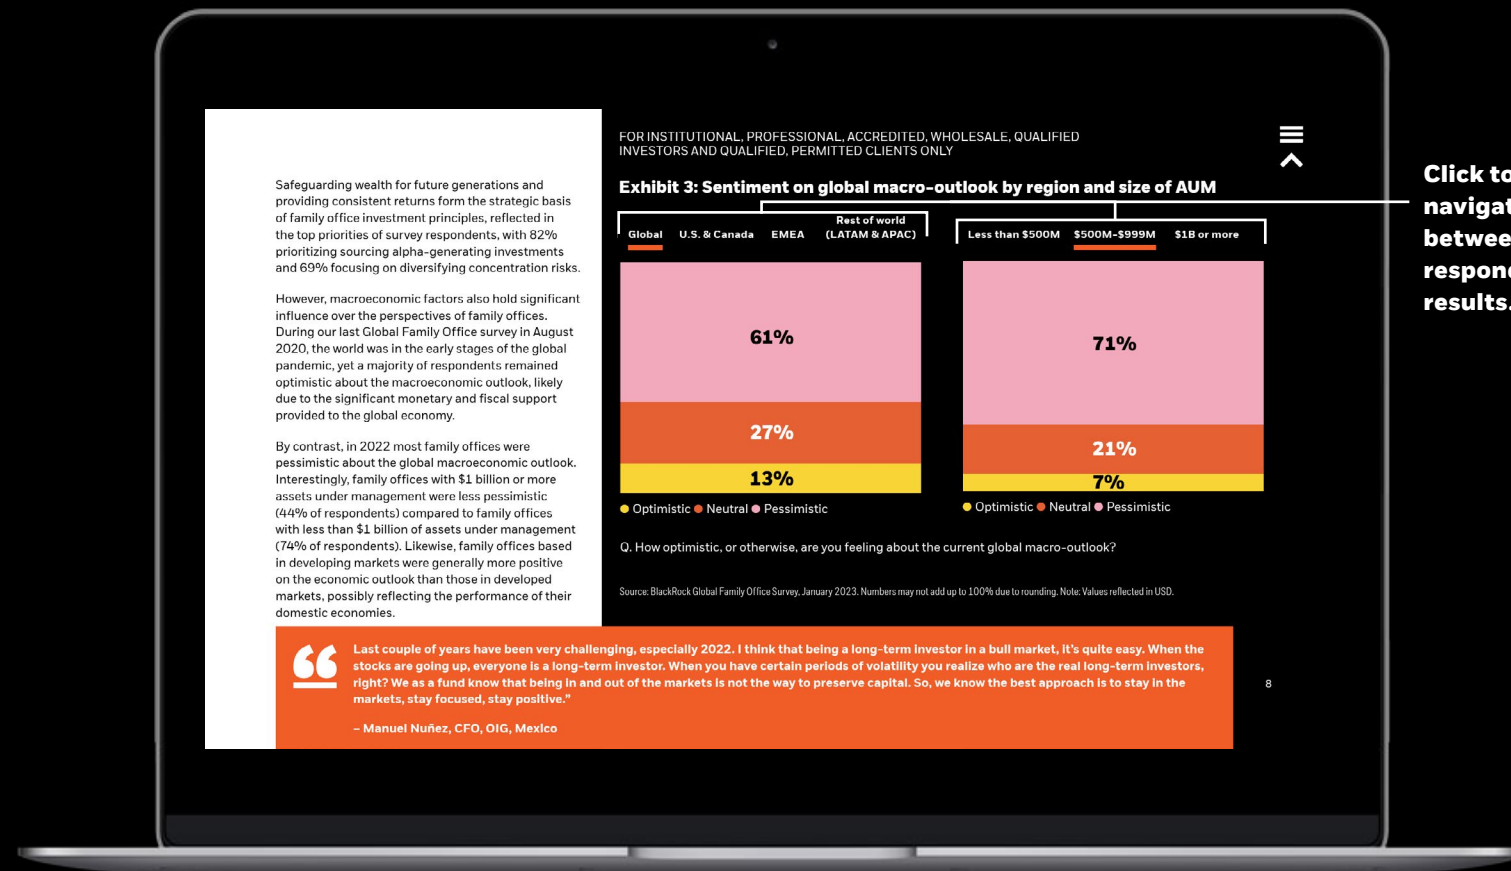 Safeguarding wealth for future generations and
providing consistent returns form the strategic basis
of family office investment principles, reflected in
the top priorities of survey respondents, with 82%
prioritizing sourcing alpha-generating investments
and 69% focusing on diversifying concentration risks.
However, macroeconomic factors also hold significant
influence over the perspectives of family offices.
During our last Global Family Office survey in August
2020, the world was in the early stages of the global
pandemic, yet a majority of respondents remained
optimistic about the macroeconomic outlook, likely
due to the significant monetary and fiscal support
provided to the global economy.
By contrast, in 2022 most family offices were
pessimistic about the global macroeconomic outlook.
Interestingly, family offices with $1 billion or more
assets under management were less pessimistic
(44% of respondents) compared to family offices
with less than $1 billion of assets under management
(74% of respondents). Likewise, family offices based
in developing markets were generally more positive
on the economic outlook than those in developed
markets, possibly reflecting the performance of their
domestic economies.
FOR INSTITUTIONAL, PROFESSIONAL, ACCREDITED, WHOLESALE, QUALIFIED
INVESTORS AND QUALIFIED, PERMITTED CLIENTS ONLY
Exhibit 3: Sentiment on global macro-outlook by region and size of AUM
Global U.S. & Canada EMEA Rest of world
(LATAM & APAC)
61%
27%
13%
Optimistic Neutral Pessimistic
Less than $500M $500M-$999M $1B or more
71%
21%
7%
Optimistic Neutral Pessimistic
Q. How optimistic, or otherwise, are you feeling about the current global macro-outlook?
Source: BlackRock Global Family Office Survey, January 2023. Numbers may not add up to 100% due to rounding. Note: Values reflected in USD.
Last couple of years have been very challenging, especially 2022. I think that being a long-term investor in a bull market, it's quite easy. When the
stocks are going up, everyone is a long-term investor. When you have certain periods of volatility you realize who are the real long-term investors,
right? We as a fund know that being in and out of the markets is not the way to preserve capital. So, we know the best approach is to stay in the
markets, stay focused, stay positive."
– Manuel Nuñez, CFO, OIG, Mexico
8
Click to
navigat
betwee
respon
results.